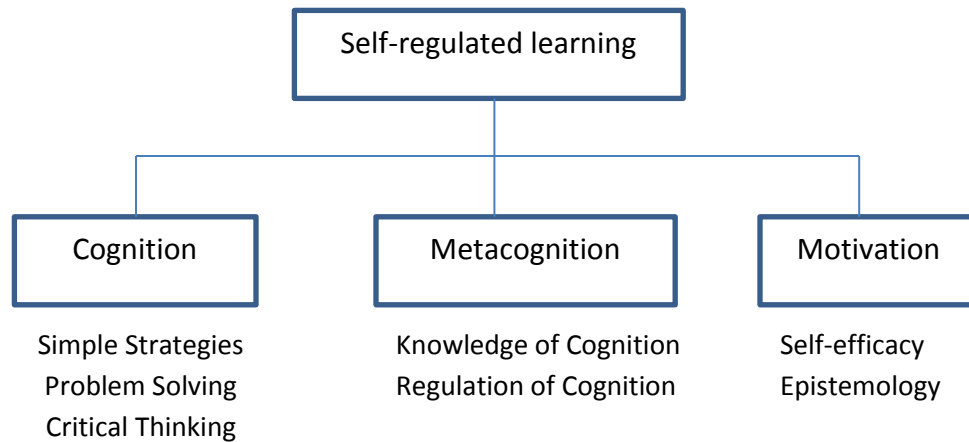 Self-regulated learning
Cognition
Metacognition
Motivation
Simple Strategies
Problem Solving
Critical Thinking
Knowledge of Cognition
Regulation of Cognition
Self-efficacy
Epistemology